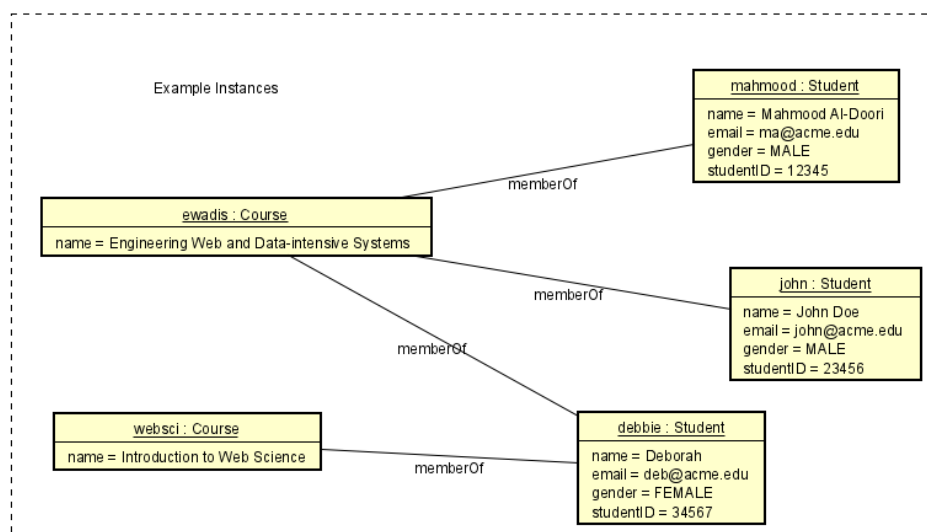 Example Instances
mahmood : Student
name = Mahmood Al-Doori
email = ma@acme.edu
gender = MALE
studentID = 12345
memberOf
ewadis : Course
name = Engineering Web and Data-intensive Systems
memberOf
john : Student
name = John Doe
email = john@acme.edu
gender = MALE
studentID = 23456
memberOf
websci : Course
name = Introduction to Web Science
memberOf
debbie : Student
name = Deborah
email = deb@acme.edu
gender = FEMALE
studentID = 34567